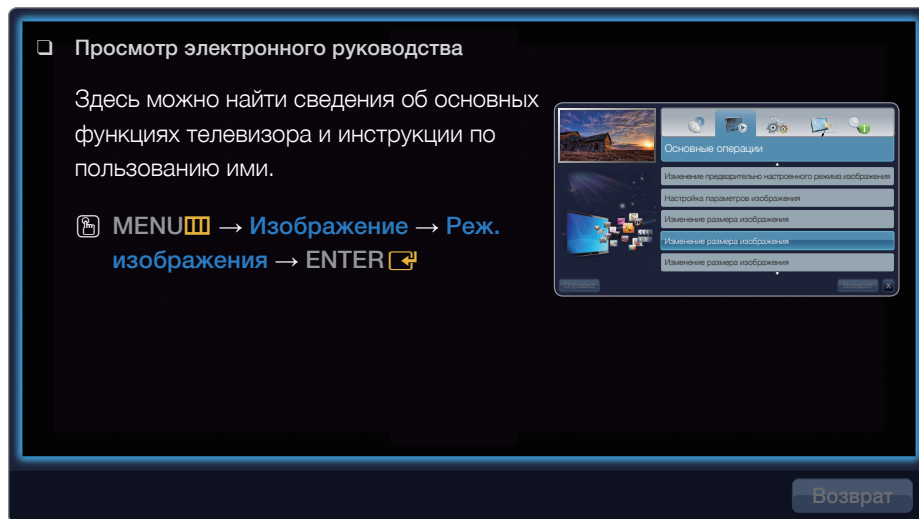 Просмотр электронного руководства
Здесь можно найти сведения об основных
функциях телевизора и инструкции по
пользованию ими.
MENU → Изображение → Реж.
изображения → ENTER
Основные операции
Изменение предварительно настроенного режима изображения
Настройка параметров изображения
Изменение размера изображения
Изменение размера изображения
Изменение размера изображения
Справка
Возврат X
Возврат